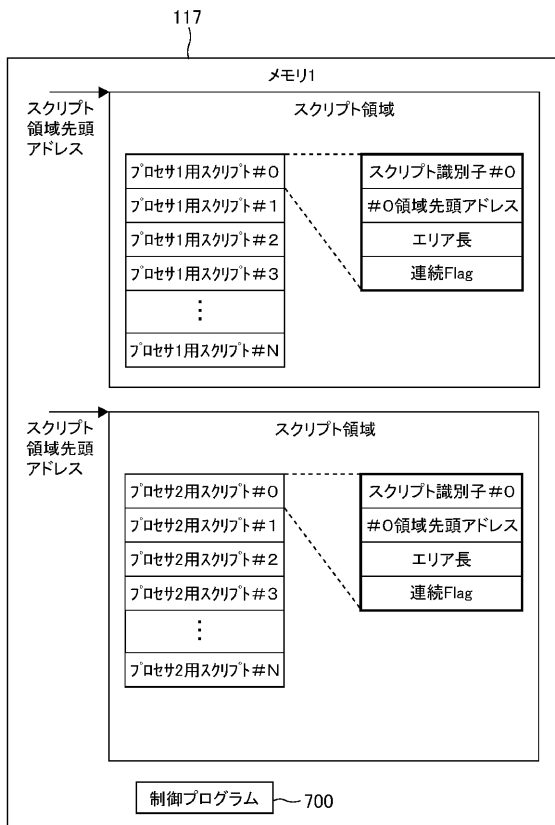 117
メモリ1
スクリプト
領域先頭
アドレス
スクリプト領域
プロセサ1用スクリプト#0
プロセサ1用スクリプト#1
プロセサ1用スクリプト#2
プロセサ1用スクリプト#3
⋮
プロセサ1用スクリプト#N
スクリプト識別子#0
#0領域先頭アドレス
エリア長
連続Flag
スクリプト
領域先頭
アドレス
スクリプト領域
プロセサ2用スクリプト#0
プロセサ2用スクリプト#1
プロセサ2用スクリプト#2
プロセサ2用スクリプト#3
⋮
プロセサ2用スクリプト#N
スクリプト識別子#0
#0領域先頭アドレス
エリア長
連続Flag
制御プログラム
700